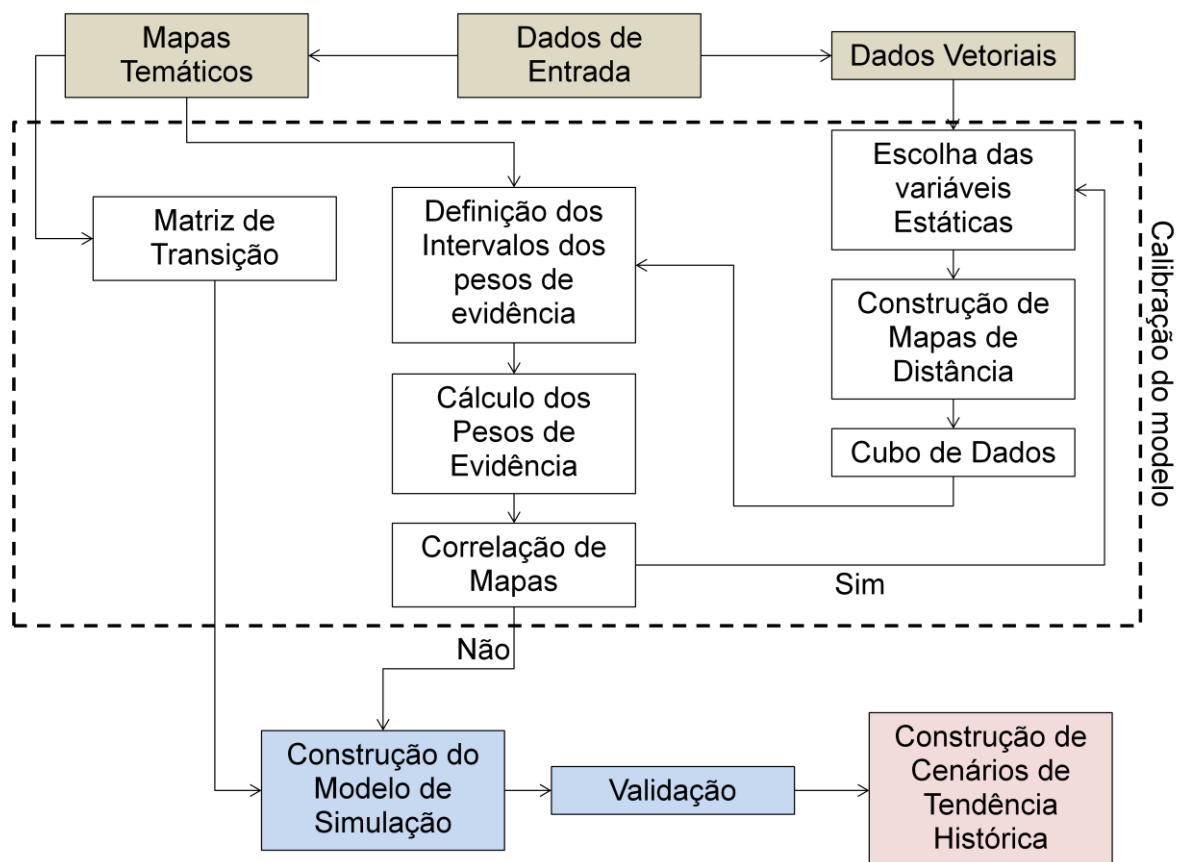 Mapas
Temáticos
Dados de
Entrada
Dados Vetoriais
Escolha das
variáveis
Estáticas
Matriz de
Transição
Definição dos
Intervalos dos
pesos de
evidência
Construção de
Mapas de
Distância
Cálculo dos
Pesos de
Evidência
Cubo de Dados
Correlação de
Mapas
Sim
Não
Calibração do modelo
Construção do
Modelo de
Simulação
Validação
Construção de
Cenários de
Tendência
Histórica